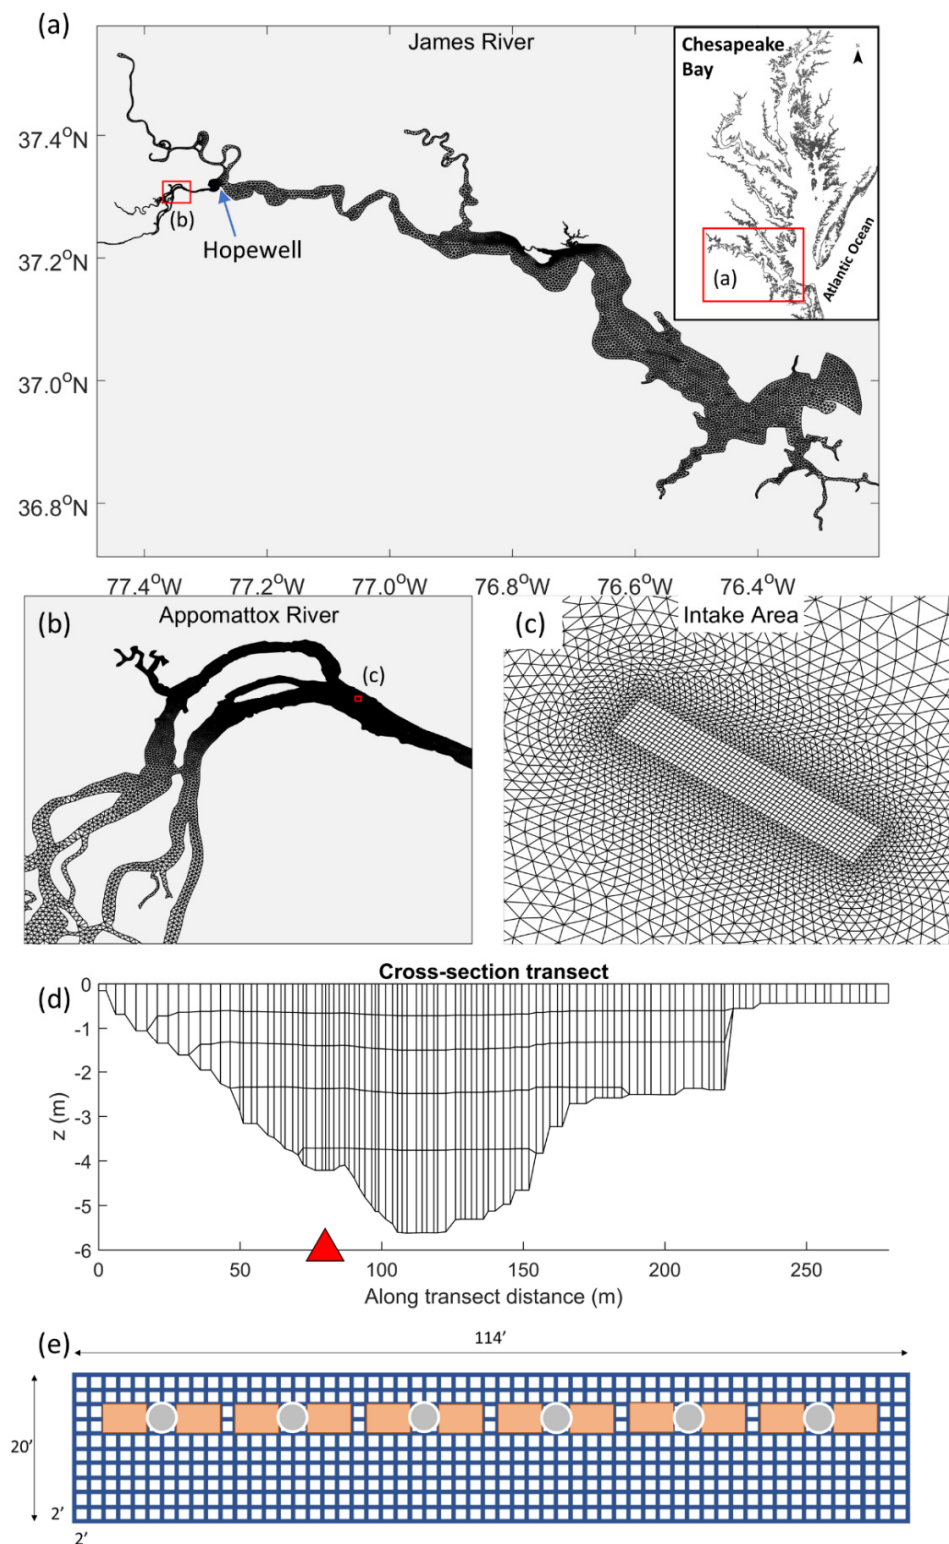 (a)
James River
Chesapeake
Bay
N
37.4°N
(b)
Hopewell
37.2°N
(a)
Atlantic Ocean
37.0°N
36.8°N
77.4°W 77.2°W 77.0°W 76.8°W 76.6°W 76.4°W
(b)
Appomattox River
(c)
(c)
Intake Area
(d)
Cross-section transect
0
-1
-2
-3
-4
-5
-6
z (m)
0 50 100 150 200 250
Along transect distance (m)
(e)
114′
20′
2′
2′